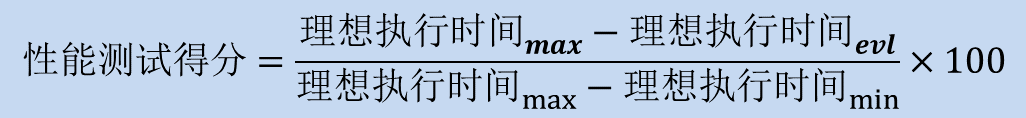 性能测试得分 = (理想执行时间max − 理想执行时间evl) / (理想执行时间max − 理想执行时间min) × 100